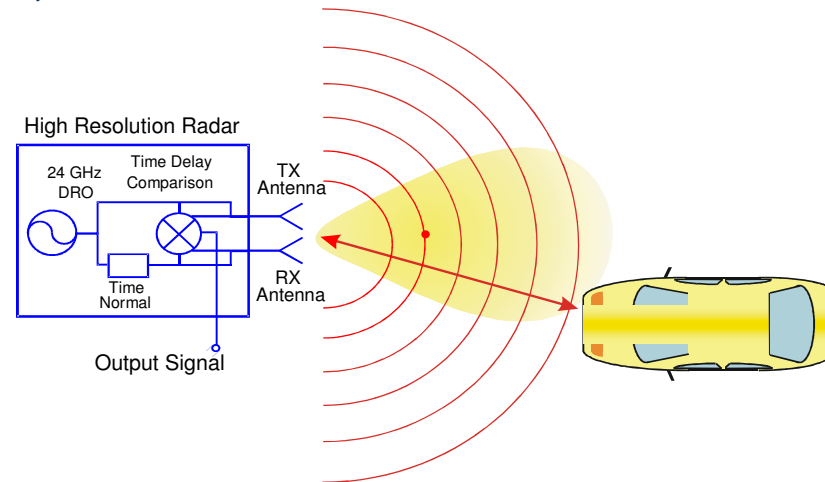 High Resolution Radar
24 GHz
DRO
Time Delay
Comparison
TX
Antenna
Time
Normal
RX
Antenna
Output Signal